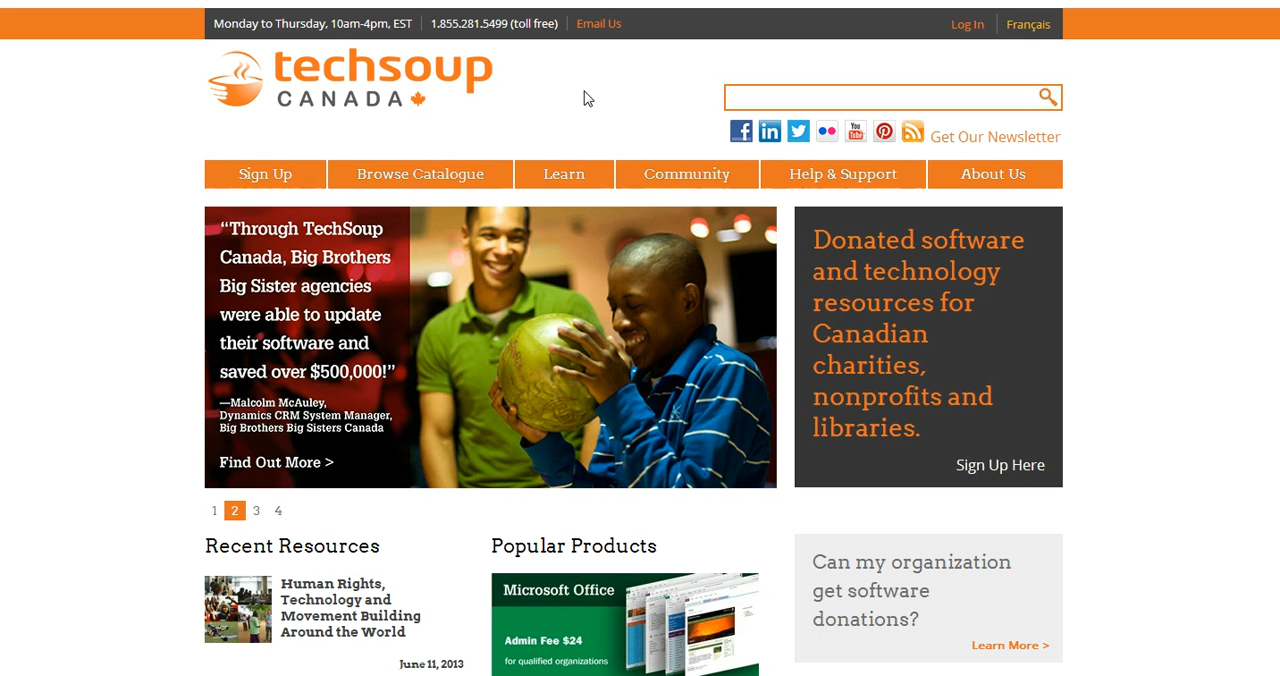 Monday to Thursday, 10am-4pm, EST 1.855.281.5499 (toll free) Email Us Log In Français
techsoup
CANADA
You
Tube
Get Our Newsletter
Sign Up Browse Catalogue Learn Community Help & Support About Us
“Through TechSoup
Canada, Big Brothers
Big Sister agencies
were able to update
their software and
saved over $500,000!”
—Malcolm McAuley,
Dynamics CRM System Manager,
Big Brothers Big Sisters Canada
Find Out More >
Donated software
and technology
resources for
Canadian
charities,
nonprofits and
libraries.
Sign Up Here
1 2 3 4
Recent Resources
Human Rights,
Technology and
Movement Building
Around the World
June 11, 2013
Popular Products
Microsoft Office
Admin Fee $24
for qualified organizations
Can my organization
get software
donations?
Learn More >